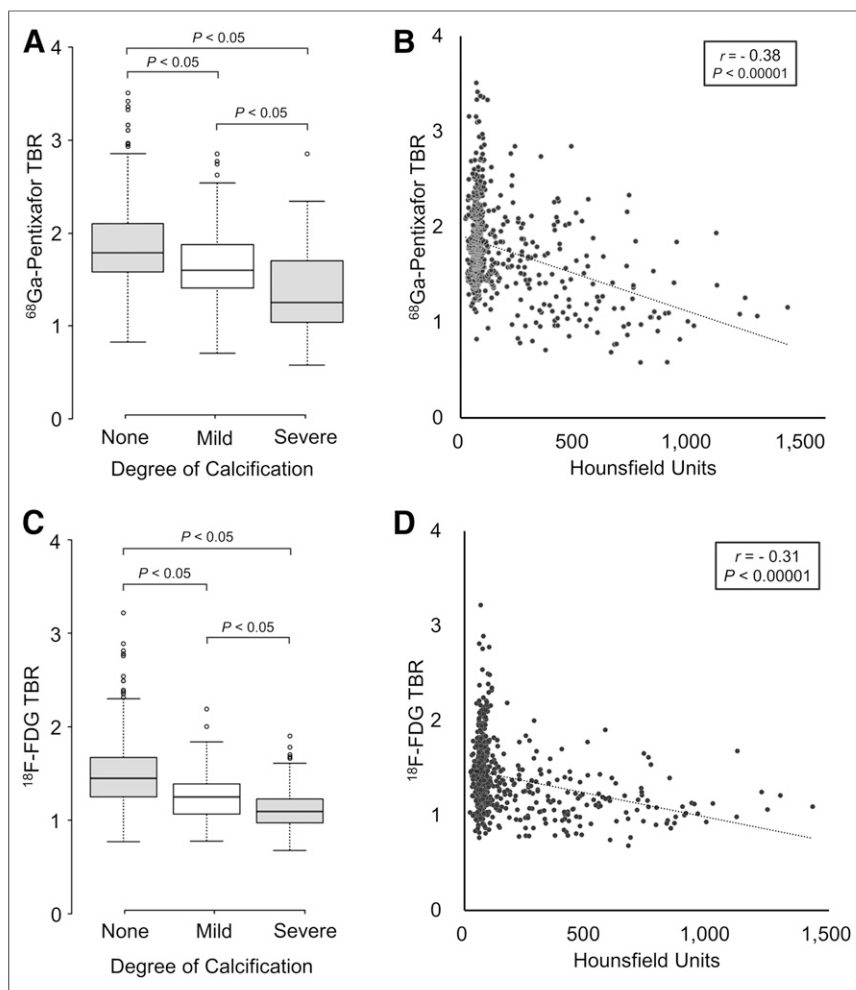 A
4
3
2
1
0
⁶⁸Ga-Pentixafor TBR
P < 0.05
P < 0.05
P < 0.05
None Mild Severe
Degree of Calcification
B
4
3
2
1
0
⁶⁸Ga-Pentixafor TBR
r = - 0.38
P < 0.00001
0 500 1,000 1,500
Hounsfield Units
C
4
3
2
1
0
¹⁸F-FDG TBR
P < 0.05
P < 0.05
P < 0.05
None Mild Severe
Degree of Calcification
D
4
3
2
1
0
¹⁸F-FDG TBR
r = - 0.31
P < 0.00001
0 500 1,000 1,500
Hounsfield Units